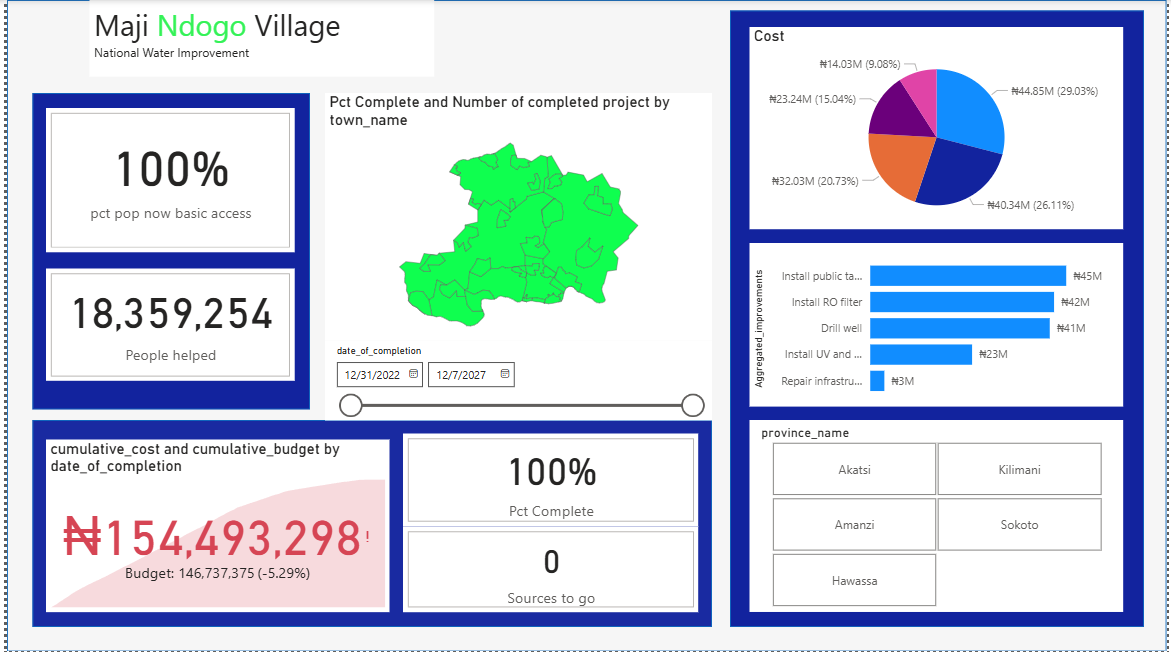 Maji Ndogo Village
National Water Improvement
100%
pct pop now basic access
18,359,254
People helped
Pct Complete and Number of completed project by
town_name
date_of_completion
12/31/2022
12/7/2027
cumulative_cost and cumulative_budget by
date_of_completion
₦154,493,298!
Budget: 146,737,375 (-5.29%)
100%
Pct Complete
0
Sources to go
Cost
₦14.03M (9.08%)
₦44.85M (29.03%)
₦23.24M (15.04%)
₦32.03M (20.73%)
₦40.34M (26.11%)
Aggregated_improvements
Install public ta... ₦45M
Install RO filter ₦42M
Drill well ₦41M
Install UV and ... ₦23M
Repair infrastru... ₦3M
province_name
Akatsi
Kilimani
Amanzi
Sokoto
Hawassa